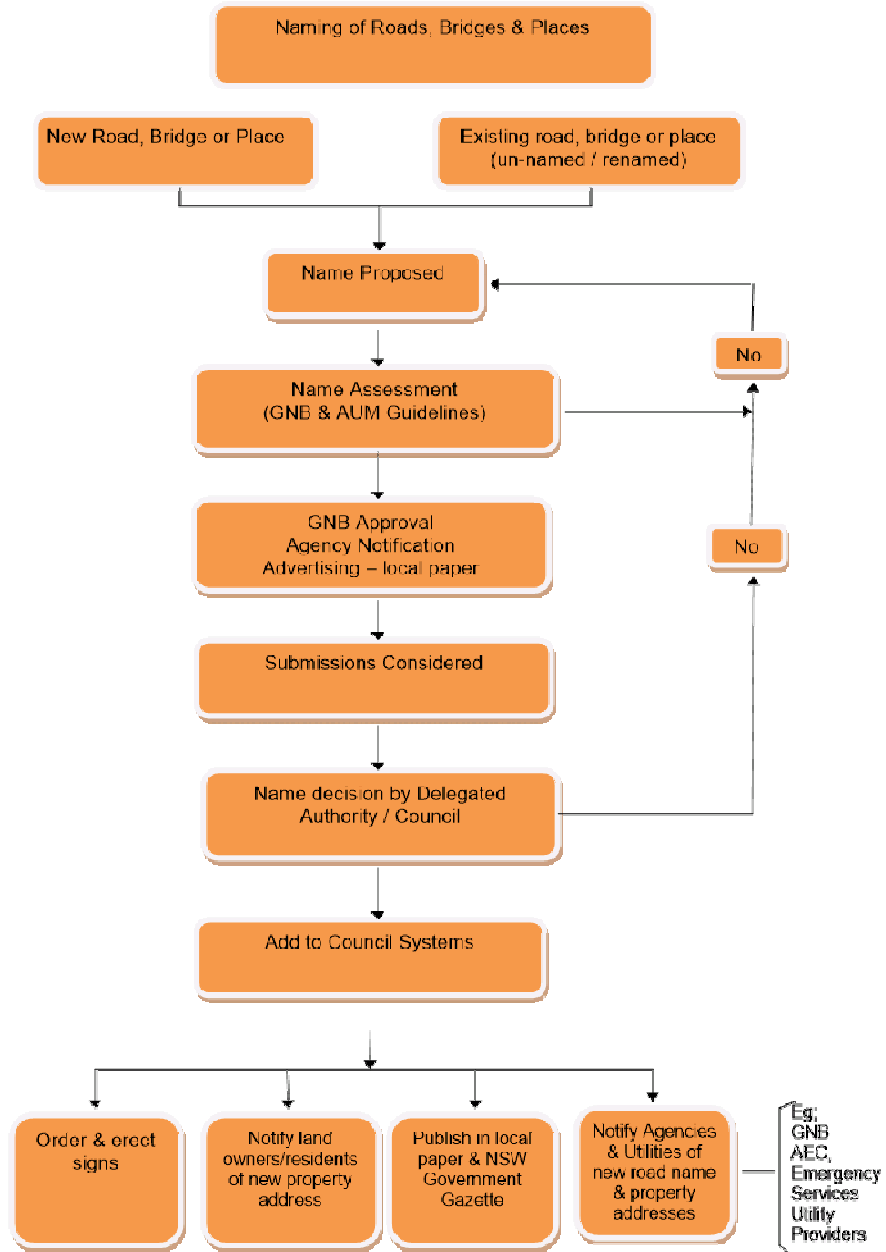 Naming of Roads, Bridges & Places
New Road, Bridge or Place
Existing road, bridge or place
(un-named / renamed)
Name Proposed
No
Name Assessment
(GNB & AUM Guidelines)
GNB Approval
Agency Notification
Advertising – local paper
No
Submissions Considered
Name decision by Delegated
Authority / Council
Add to Council Systems
Order & erect
signs
Notify land
owners/residents
of new property
address
Publish in local
paper & NSW
Government
Gazette
Notify Agencies
& Utilities of
new road name
& property
addresses
Eg;
GNB
AEC,
Emergency
Services
Utility
Providers